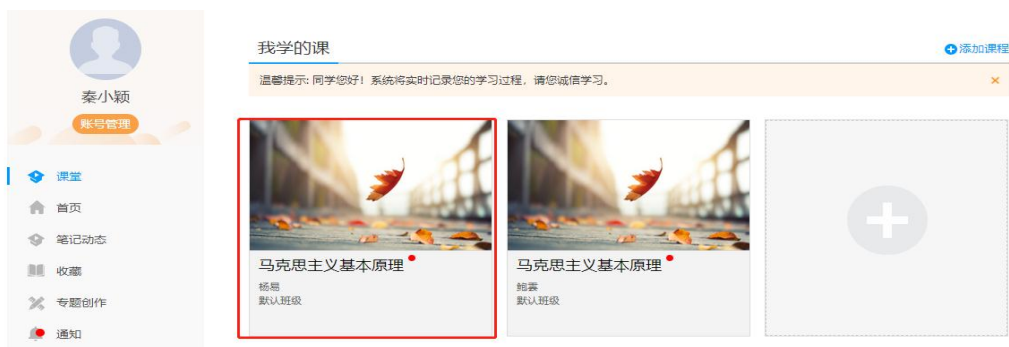 秦小颖
账号管理
课堂
首页
笔记动态
收藏
专题创作
通知
我学的课
添加课程
温馨提示: 同学您好！系统将实时记录您的学习过程，请您诚信学习。
马克思主义基本原理
杨易
默认班级
马克思主义基本原理
鲍寰
默认班级